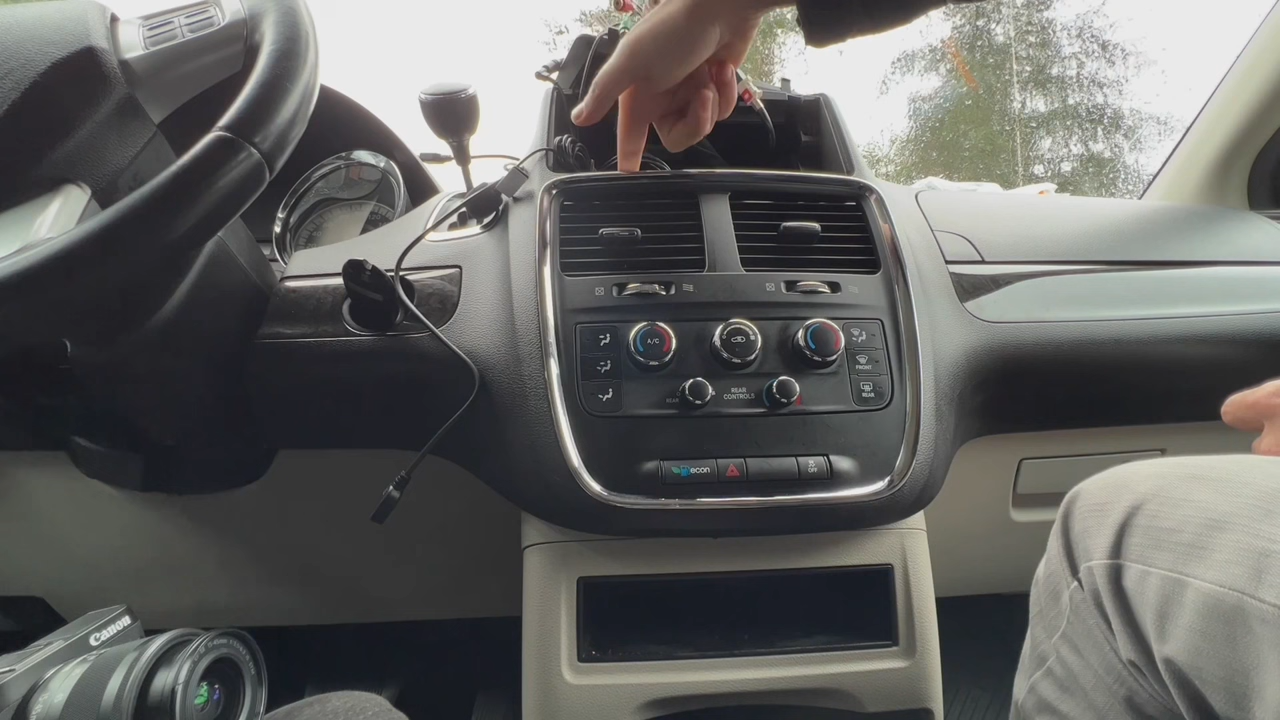 A/C
FRONT
REAR
REAR
REAR
CONTROLS
econ
OFF
Canon